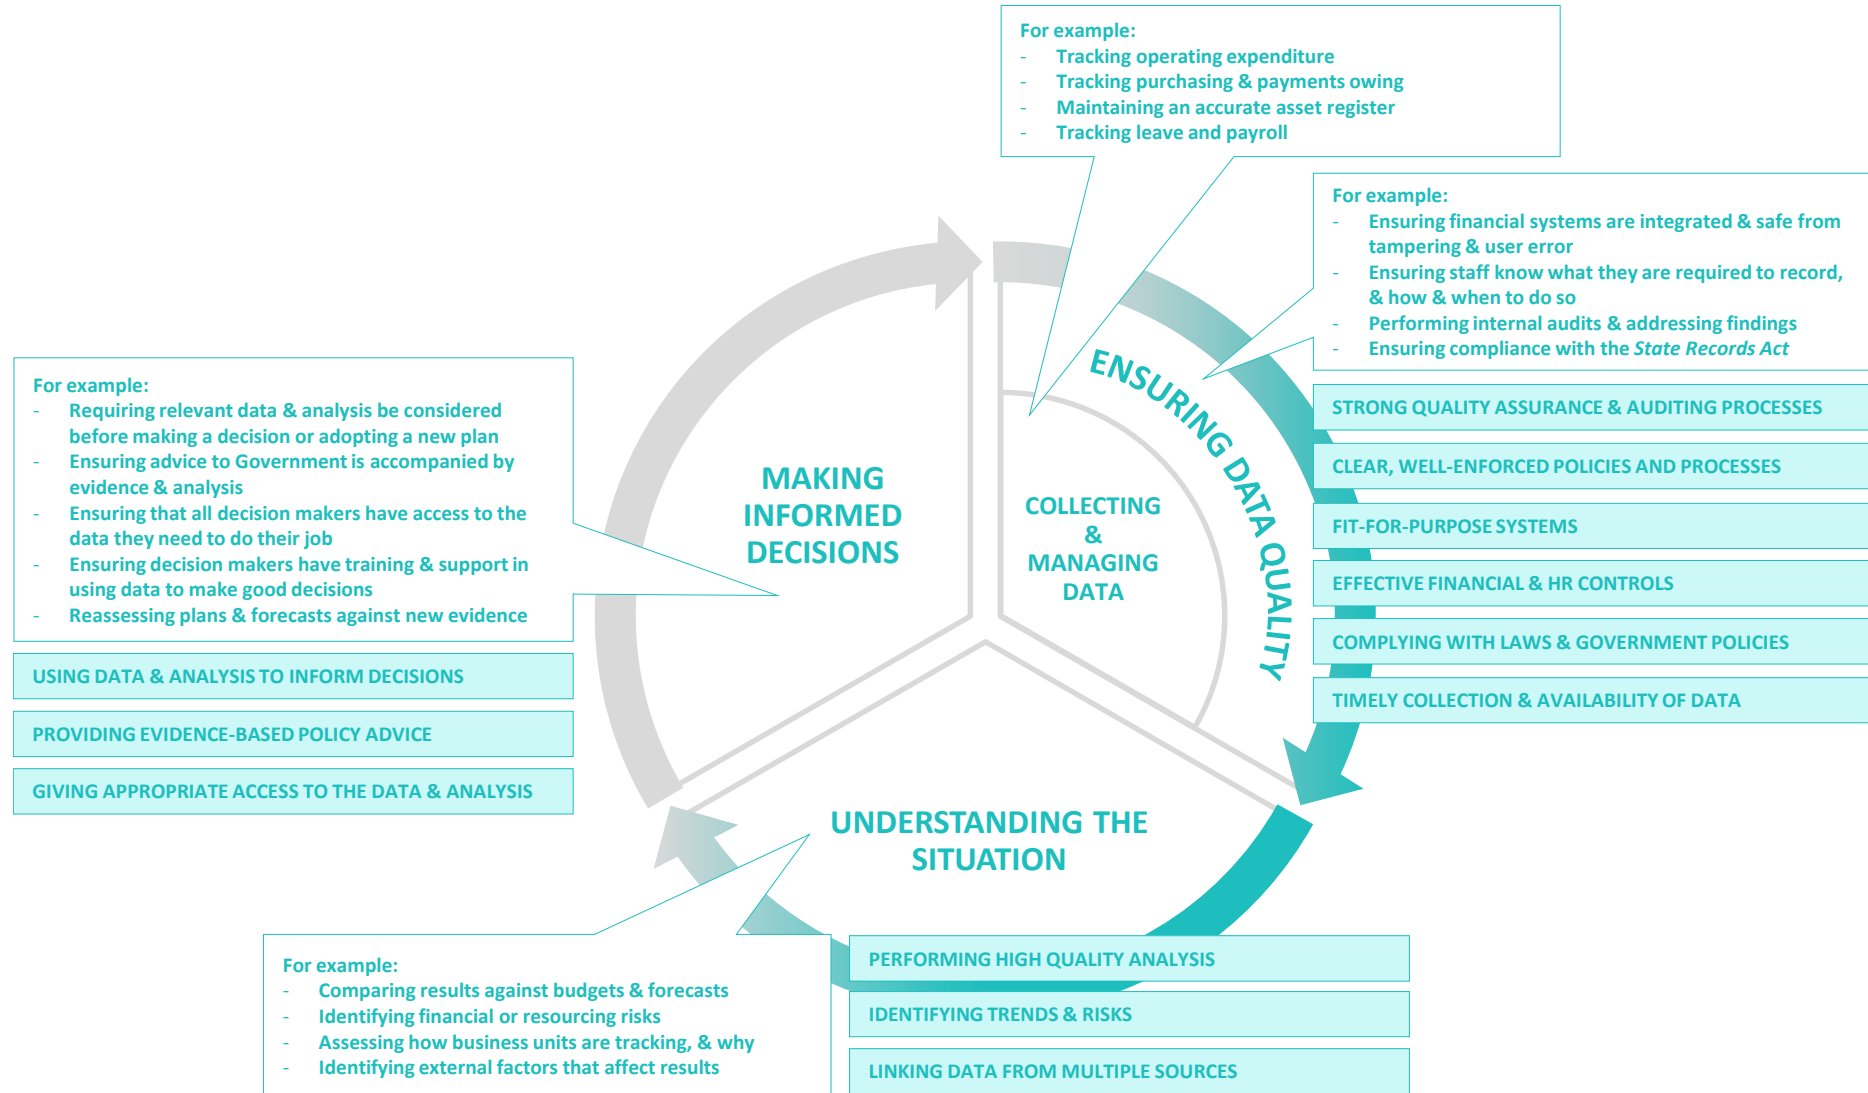 For example:
- Tracking operating expenditure
- Tracking purchasing & payments owing
- Maintaining an accurate asset register
- Tracking leave and payroll
For example:
- Ensuring financial systems are integrated & safe from
tampering & user error
- Ensuring staff know what they are required to record,
& how & when to do so
- Performing internal audits & addressing findings
- Ensuring compliance with the State Records Act
STRONG QUALITY ASSURANCE & AUDITING PROCESSES
CLEAR, WELL-ENFORCED POLICIES AND PROCESSES
FIT-FOR-PURPOSE SYSTEMS
EFFECTIVE FINANCIAL & HR CONTROLS
COMPLYING WITH LAWS & GOVERNMENT POLICIES
TIMELY COLLECTION & AVAILABILITY OF DATA
ENSURING DATA QUALITY
COLLECTING
&
MANAGING
DATA
MAKING
INFORMED
DECISIONS
For example:
- Requiring relevant data & analysis be considered
before making a decision or adopting a new plan
- Ensuring advice to Government is accompanied by
evidence & analysis
- Ensuring that all decision makers have access to the
data they need to do their job
- Ensuring decision makers have training & support in
using data to make good decisions
- Reassessing plans & forecasts against new evidence
USING DATA & ANALYSIS TO INFORM DECISIONS
PROVIDING EVIDENCE-BASED POLICY ADVICE
GIVING APPROPRIATE ACCESS TO THE DATA & ANALYSIS
UNDERSTANDING THE
SITUATION
For example:
- Comparing results against budgets & forecasts
- Identifying financial or resourcing risks
- Assessing how business units are tracking, & why
- Identifying external factors that affect results
PERFORMING HIGH QUALITY ANALYSIS
IDENTIFYING TRENDS & RISKS
LINKING DATA FROM MULTIPLE SOURCES